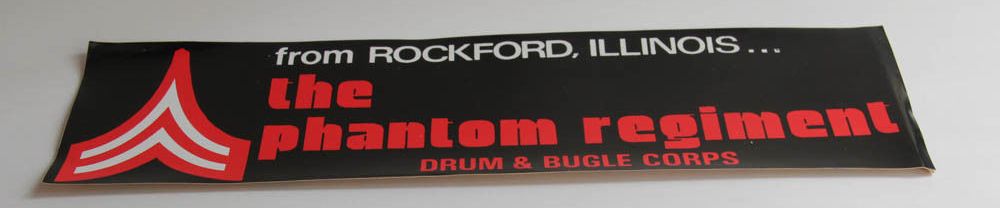 from ROCKFORD, ILLINOIS...
the
phantom regiment
DRUM & BUGLE CORPS